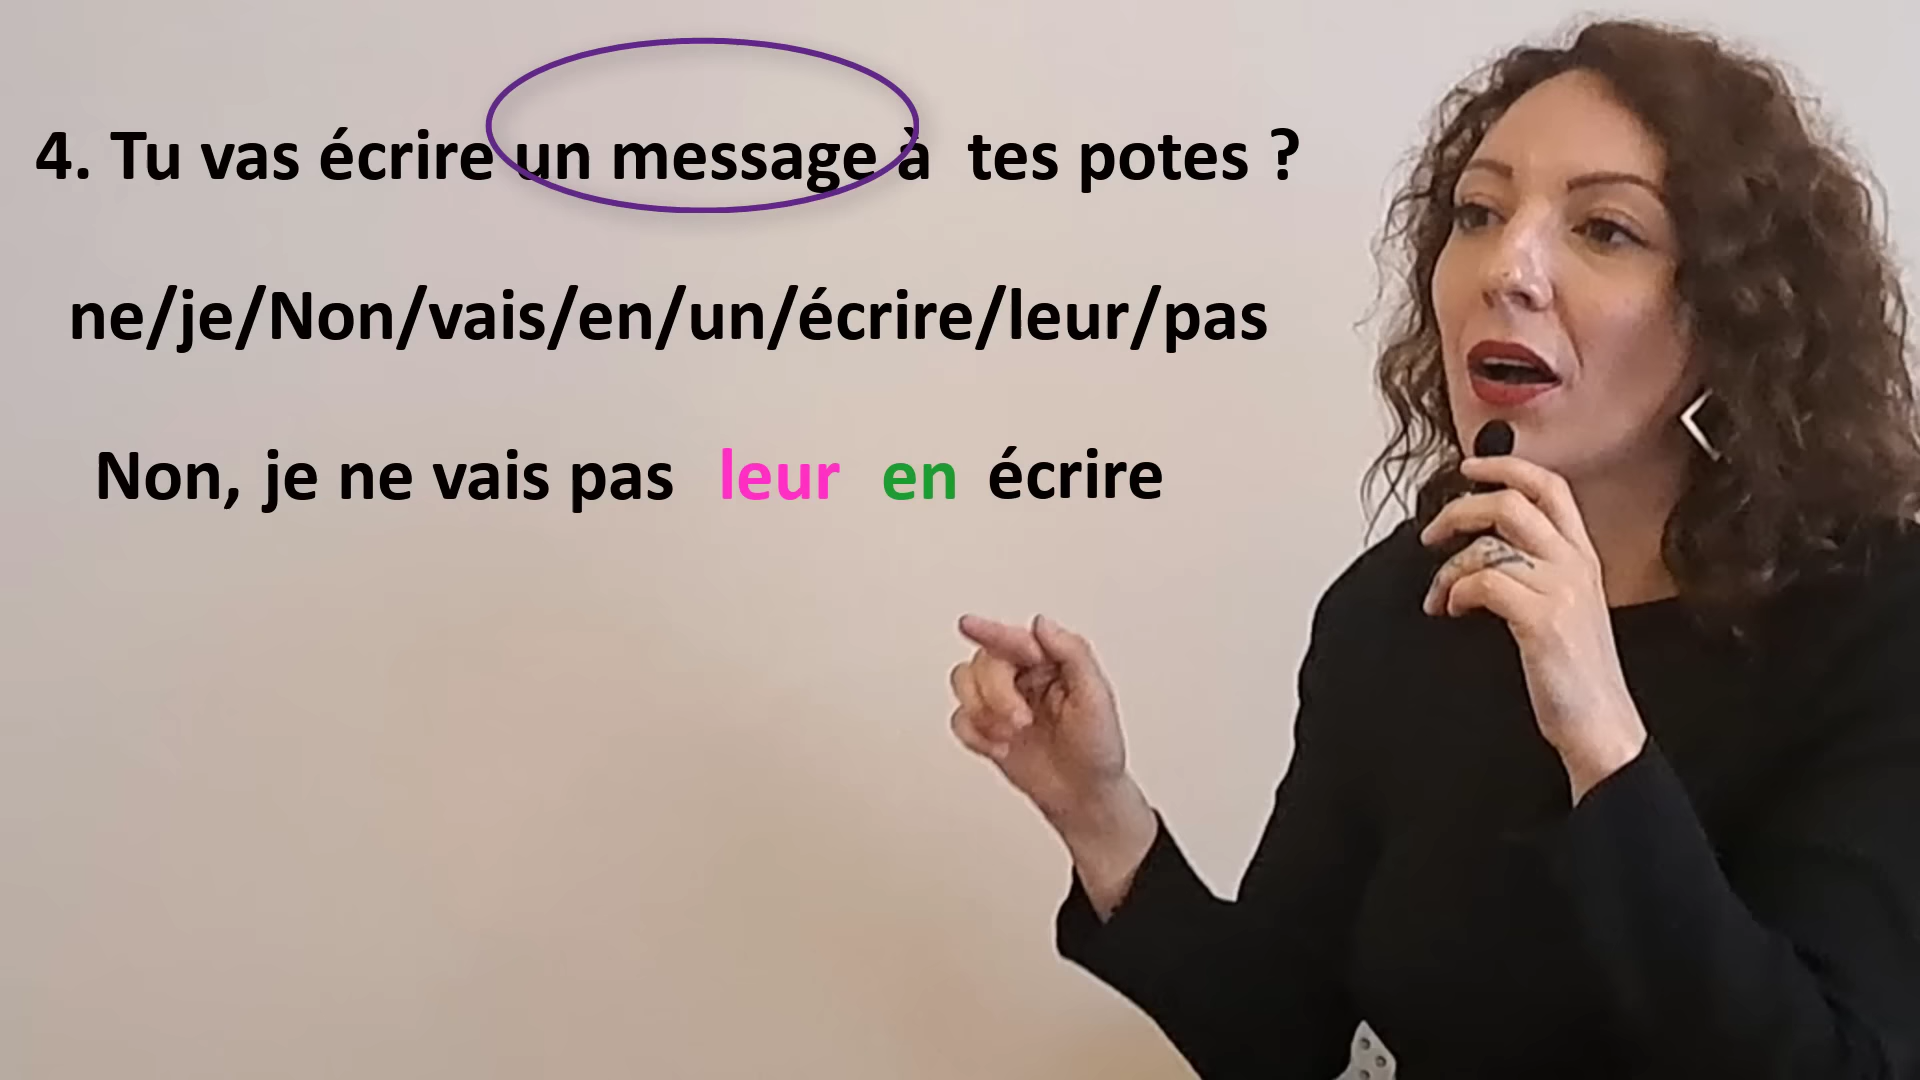 4. Tu vas écrire un message à tes potes ?
ne/je/Non/vais/en/un/écrire/leur/pas
Non, je ne vais pas leur en écrire